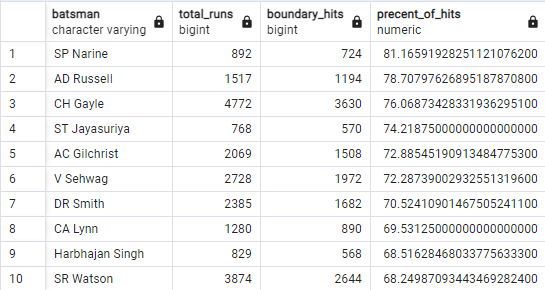 batsman total_runs boundary_hits precent_of_hits
character varying bigint bigint numeric
1 SP Narine 892 724 81.16591928251121076200
2 AD Russell 1517 1194 78.70797626895187870800
3 CH Gayle 4772 3630 76.06873428331936295100
4 ST Jayasuriya 768 570 74.21875000000000000000
5 AC Gilchrist 2069 1508 72.88545190913484775300
6 V Sehwag 2728 1972 72.28739002932551319600
7 DR Smith 2385 1682 70.52410901467505241100
8 CA Lynn 1280 890 69.53125000000000000000
9 Harbhajan Singh 829 568 68.51628468033775633300
10 SR Watson 3874 2644 68.24987093443469282400